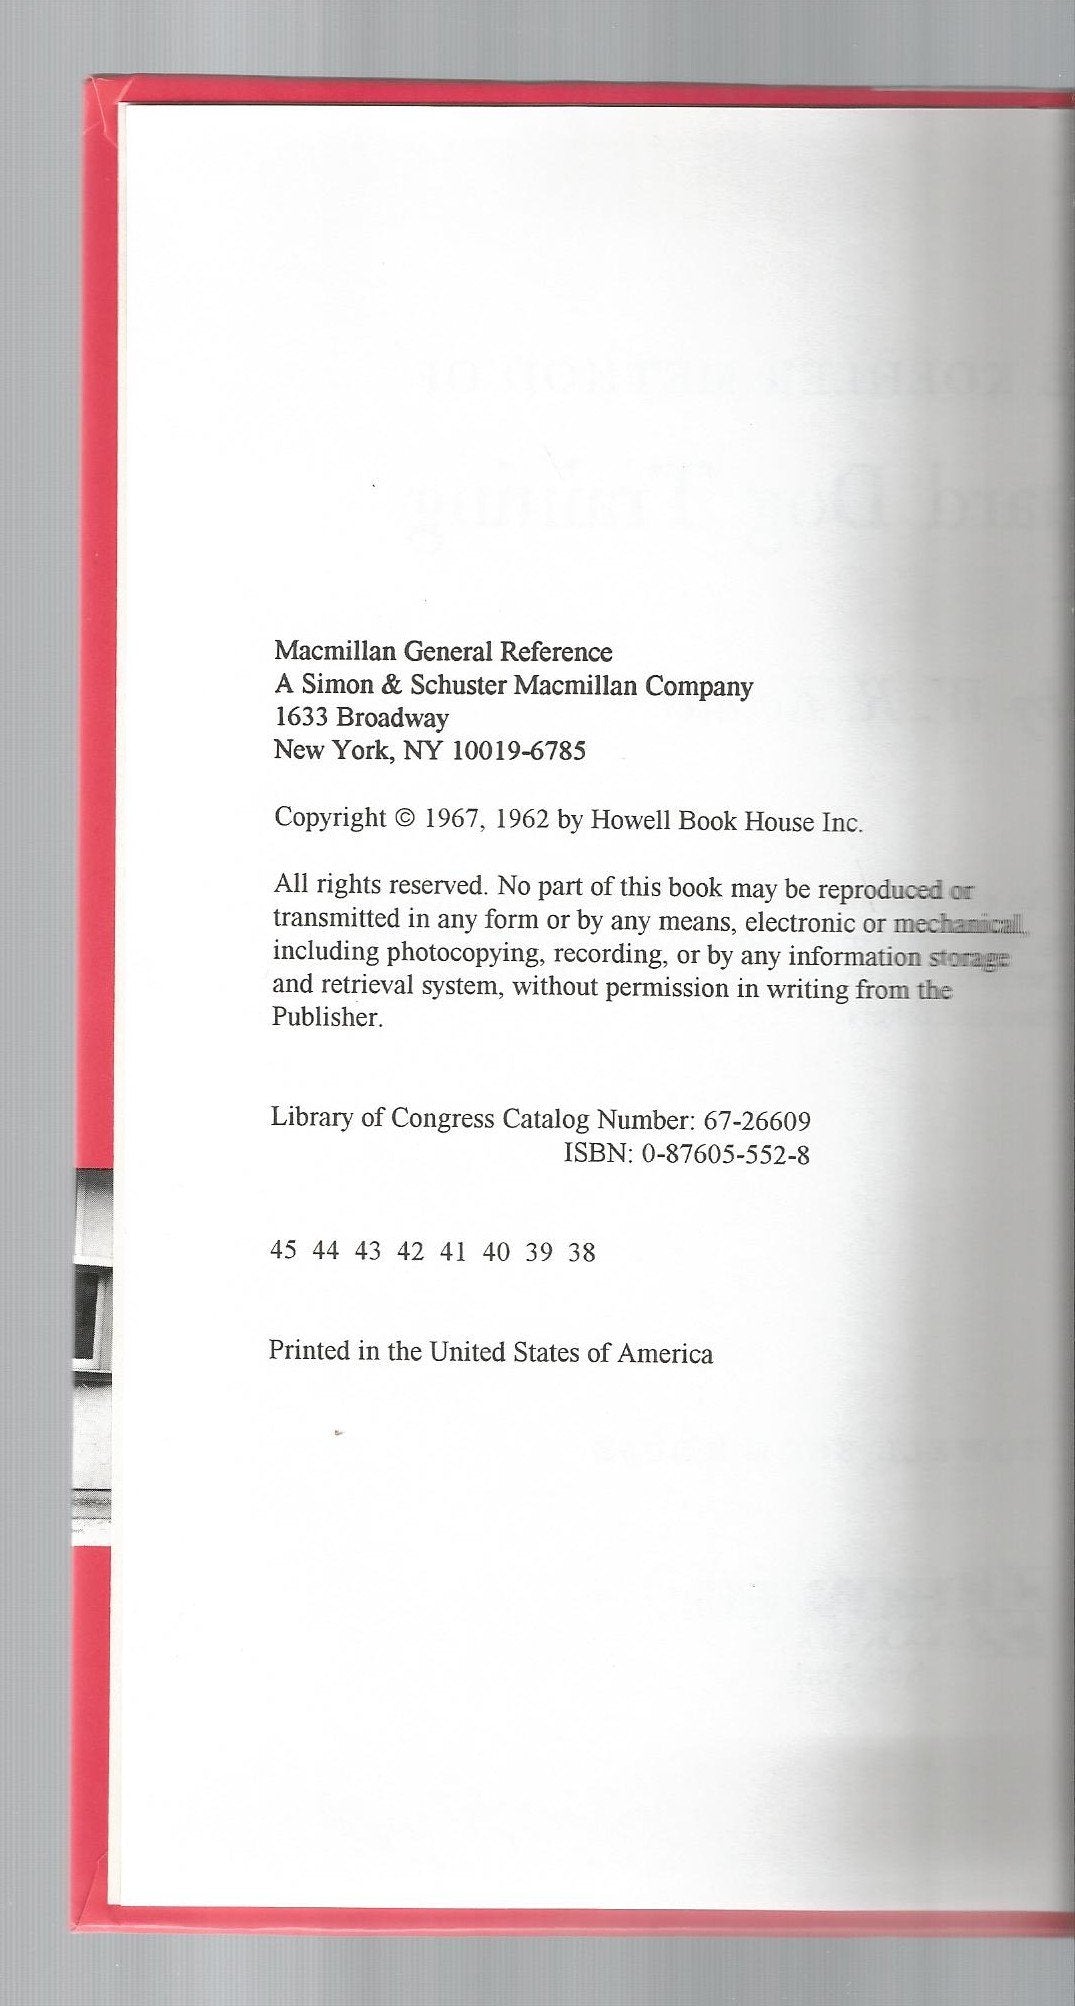 Macmillan General Reference
A Simon & Schuster Macmillan Company
1633 Broadway
New York, NY 10019-6785
Copyright © 1967, 1962 by Howell Book House Inc.
All rights reserved. No part of this book may be reproduced or
transmitted in any form or by any means, electronic or mechanical,
including photocopying, recording, or by any information storage
and retrieval system, without permission in writing from the
Publisher.
Library of Congress Catalog Number: 67-26609
ISBN: 0-87605-552-8
45 44 43 42 41 40 39 38
Printed in the United States of America